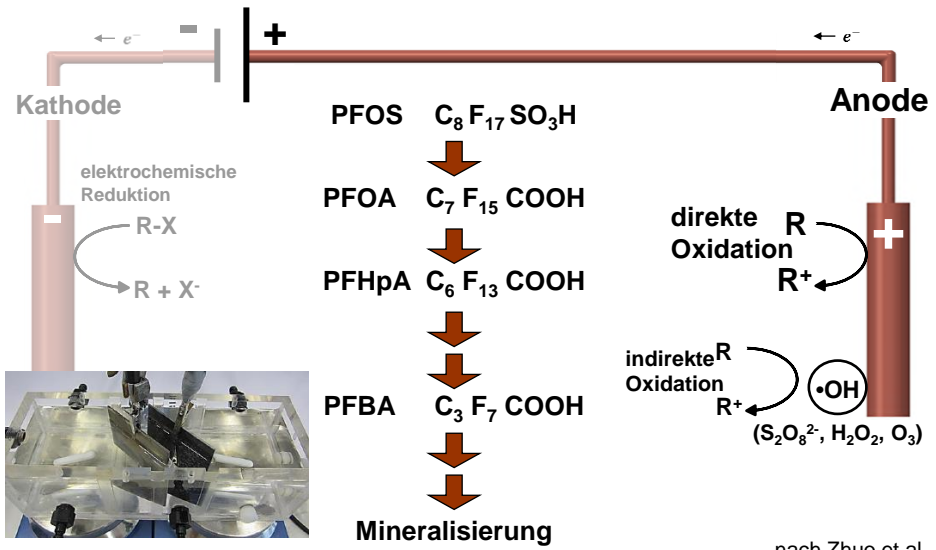 ← e⁻
-
+
← e⁻
Kathode
Anode
PFOS C₈ F₁₇ SO₃H
elektrochemische
Reduktion
-
R-X
R + X⁻
PFOA C₇ F₁₅ COOH
direkte R
Oxidation
R⁺
+
PFHpA C₆ F₁₃ COOH
indirekte R
Oxidation
R⁺
•OH
(S₂O₈²⁻, H₂O₂, O₃)
PFBA C₃ F₇ COOH
Mineralisierung
nach Zhuo et al